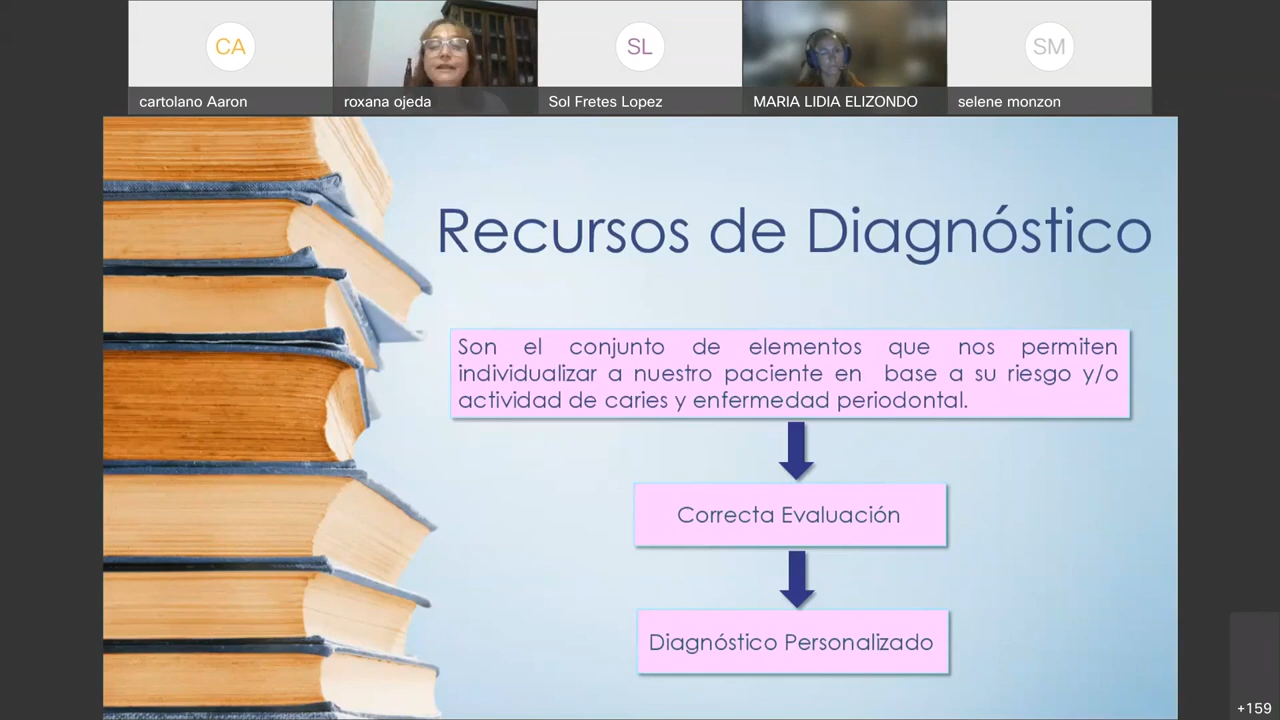 CA
SL
SM
cartolano Aaron
roxana ojeda
Sol Fretes Lopez
MARIA LIDIA ELIZONDO
selene monzon
Recursos de Diagnóstico
Son el conjunto de elementos que nos permiten
individualizar a nuestro paciente en base a su riesgo y/o
actividad de caries y enfermedad periodontal.
Correcta Evaluación
Diagnóstico Personalizado
+159